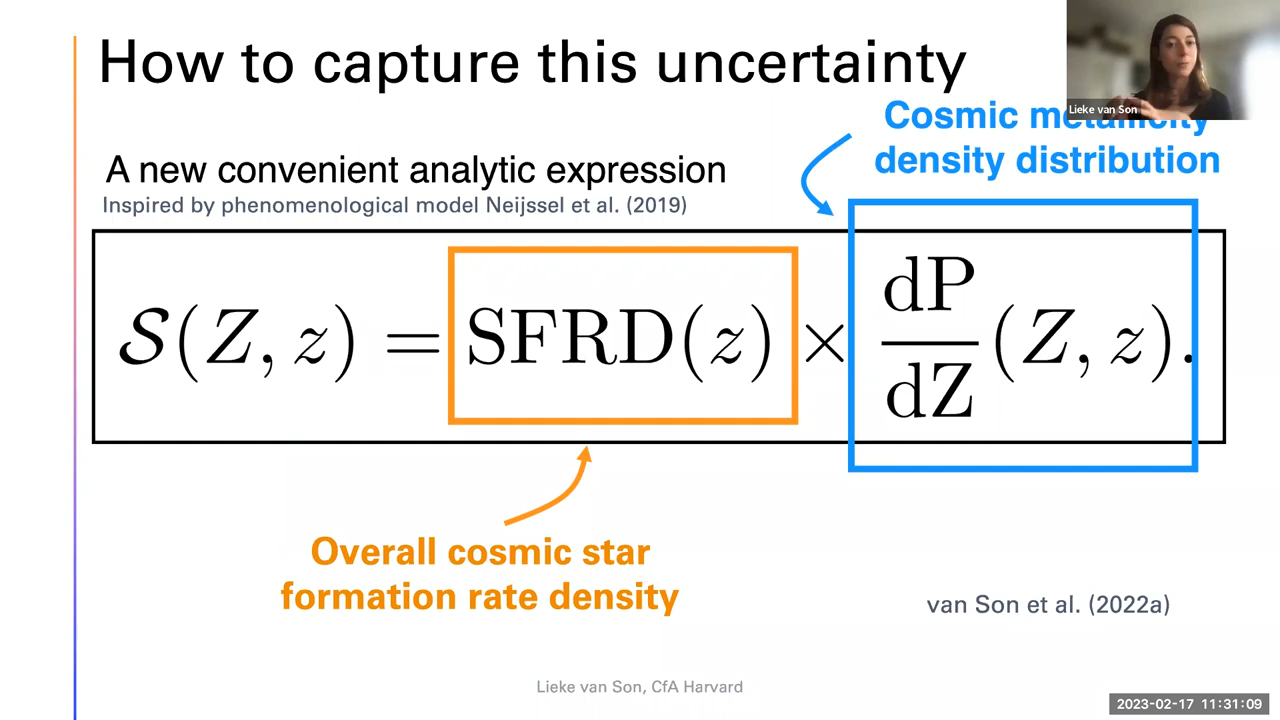 How to capture this uncertainty
Lieke van Son
Cosmic metallicity
density distribution
A new convenient analytic expression
Inspired by phenomenological model Neijssel et al. (2019)
𝒮(Z, z) = SFRD(z) × dP/dZ (Z, z).
Overall cosmic star
formation rate density
van Son et al. (2022a)
Lieke van Son, CfA Harvard
2023-02-17 11:31:09